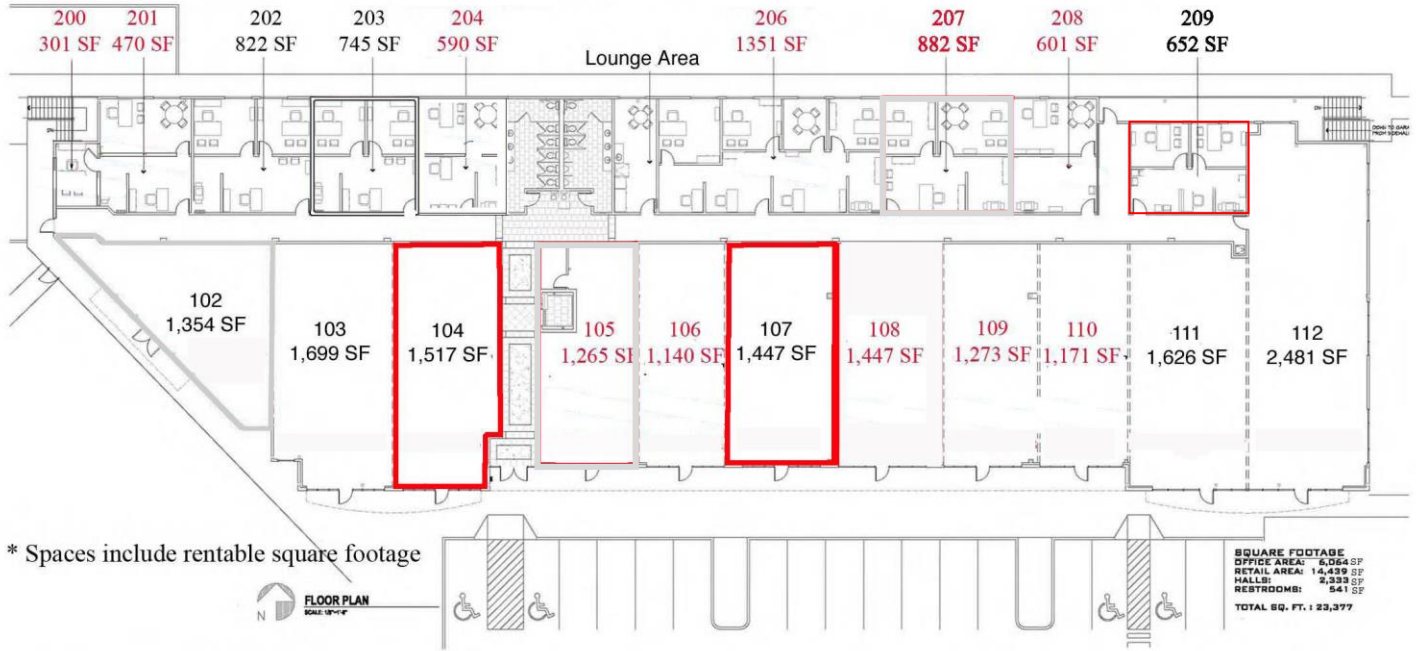 200 201 202 203 204 206 207 208 209
301 SF 470 SF 822 SF 745 SF 590 SF 1351 SF 882 SF 601 SF 652 SF
Lounge Area
102
1,354 SF
103
1,699 SF
104
1,517 SF
105
1,265 SF
106
1,140 SF
107
1,447 SF
108
1,447 SF
109
1,273 SF
110
1,171 SF
111
1,626 SF
112
2,481 SF
* Spaces include rentable square footage
N
FLOOR PLAN
SQUARE FOOTAGE
OFFICE AREA: 6,064 SF
RETAIL AREA: 14,439 SF
HALLS: 2,333 SF
RESTROOMS: 541 SF
TOTAL SQ. FT. : 23,377